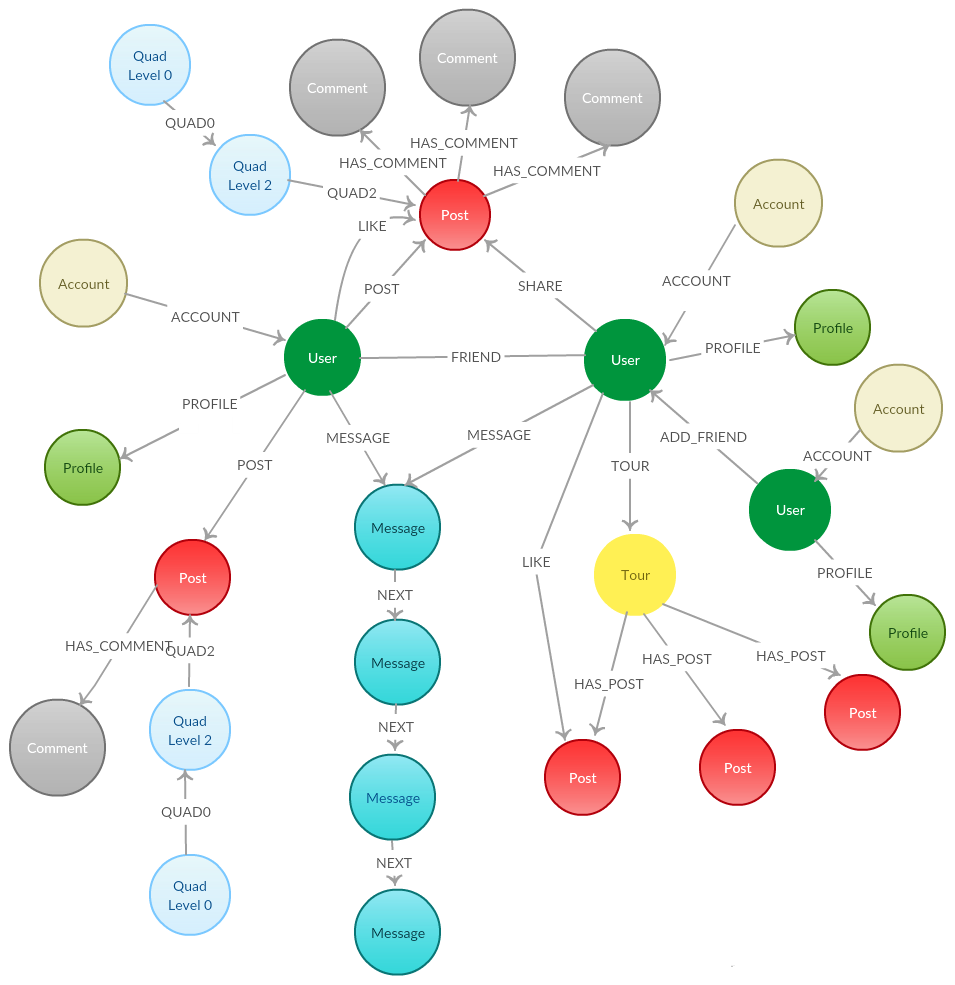 Comment
Quad
Level 0
Comment
Comment
QUAD0
HAS_COMMENT
HAS_COMMENT
HAS_COMMENT
Quad
Level 2
QUAD2
Post
Account
LIKE
Account
ACCOUNT
POST
SHARE
ACCOUNT
Profile
User
FRIEND
User
PROFILE
PROFILE
Account
MESSAGE
MESSAGE
ADD_FRIEND
ACCOUNT
Profile
POST
TOUR
User
Message
LIKE
Post
Tour
PROFILE
NEXT
Profile
HAS_COMMENT
QUAD2
Message
HAS_POST
HAS_POST
HAS_POST
Post
Quad
Level 2
NEXT
Comment
Post
Post
Message
QUAD0
NEXT
Quad
Level 0
Message